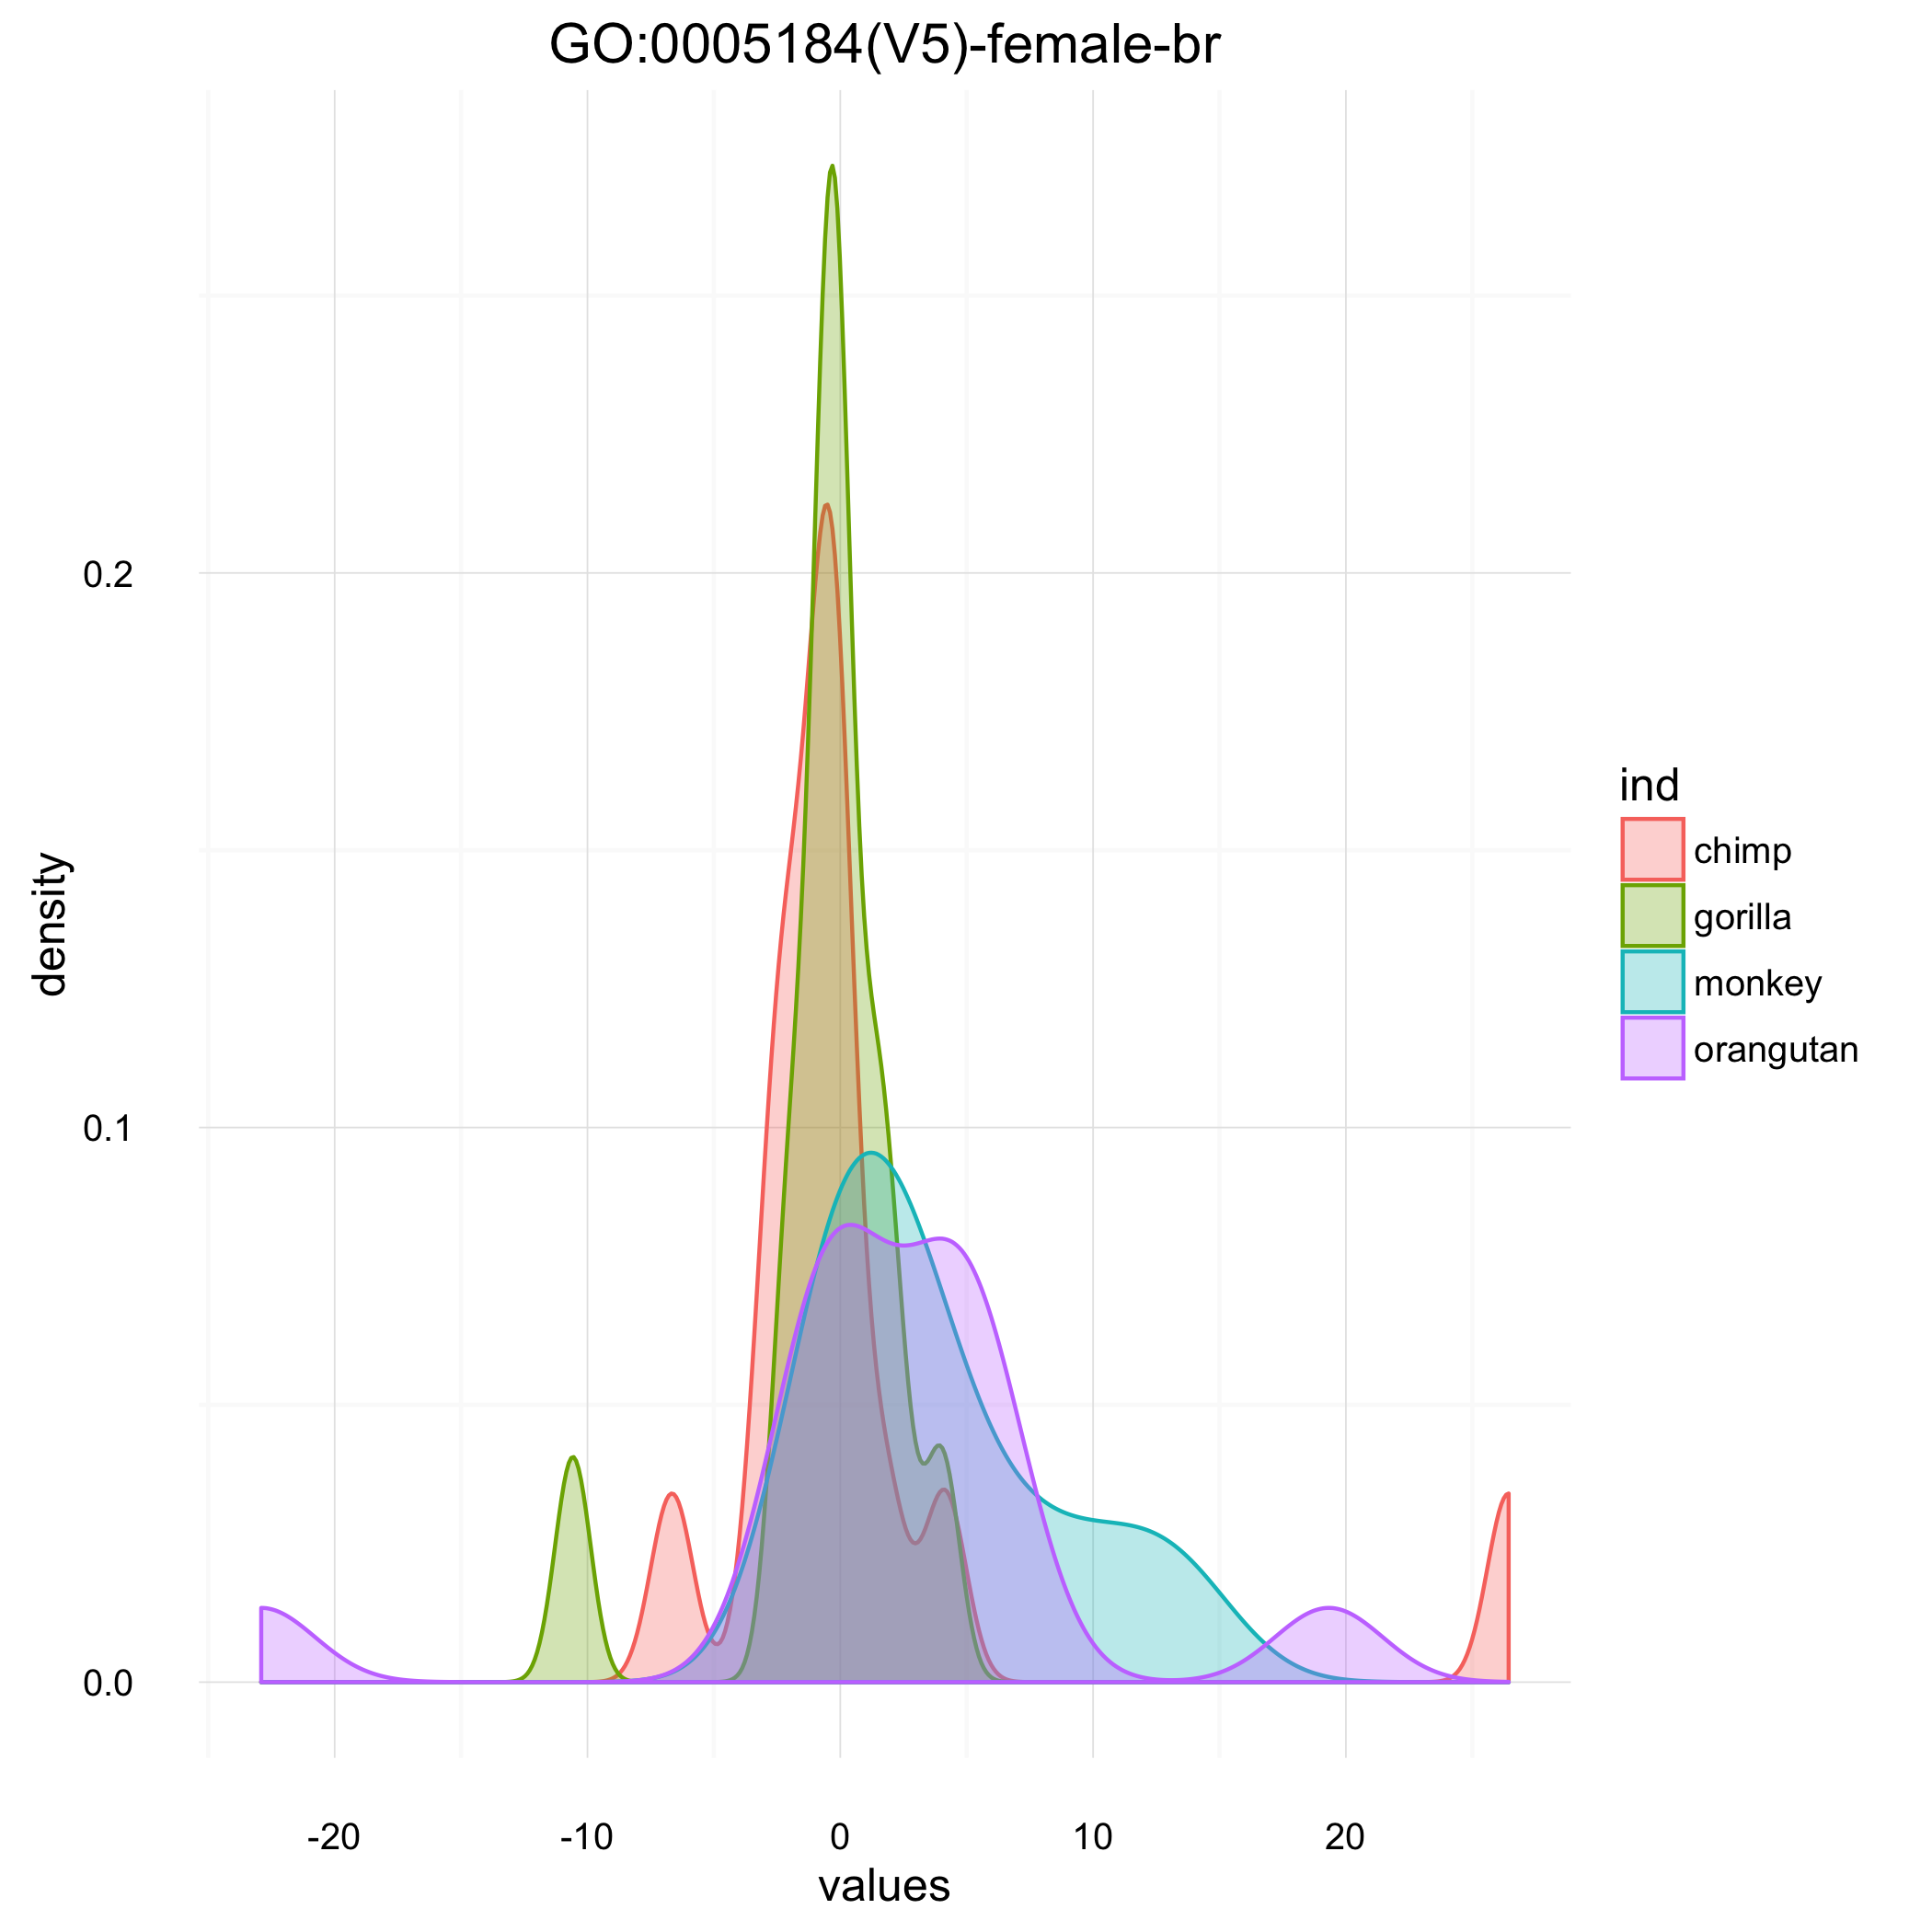 GO:0005184(V5)-female-br
0.2
0.1
0.0
density
-20 -10 0 10 20
values
ind
chimp
gorilla
monkey
orangutan